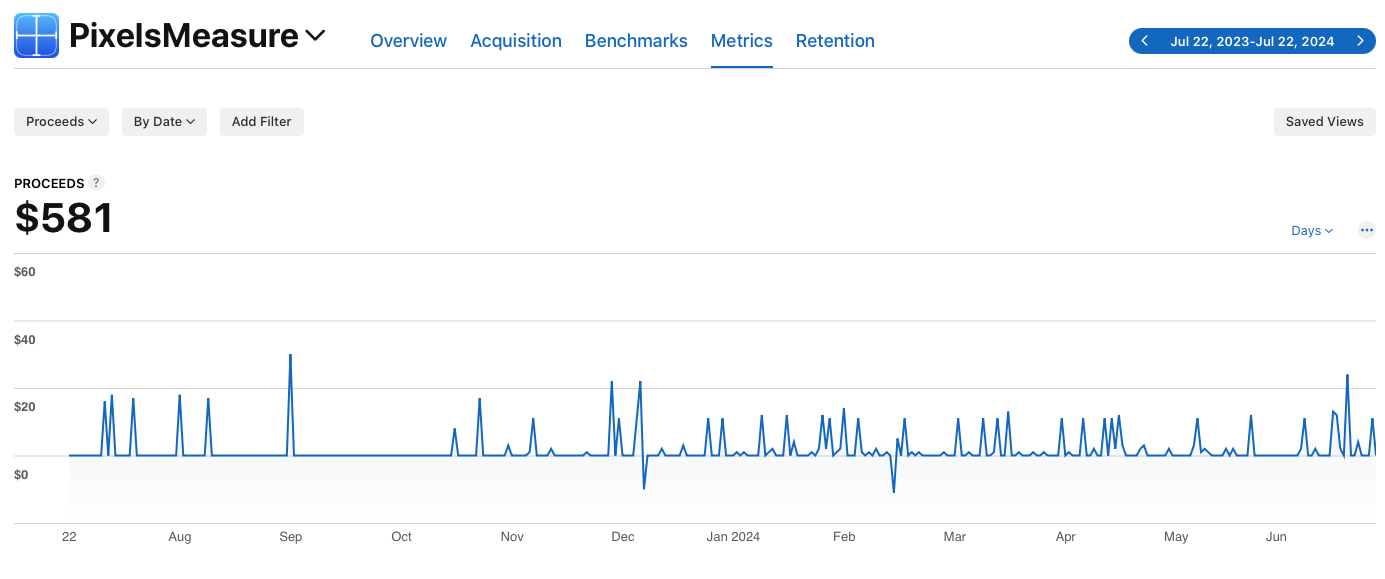 PixelsMeasure
Overview Acquisition Benchmarks Metrics Retention
Jul 22, 2023-Jul 22, 2024
Proceeds By Date Add Filter
Saved Views
PROCEEDS ?
$581
Days
$60
$40
$20
$0
22 Aug Sep Oct Nov Dec Jan 2024 Feb Mar Apr May Jun